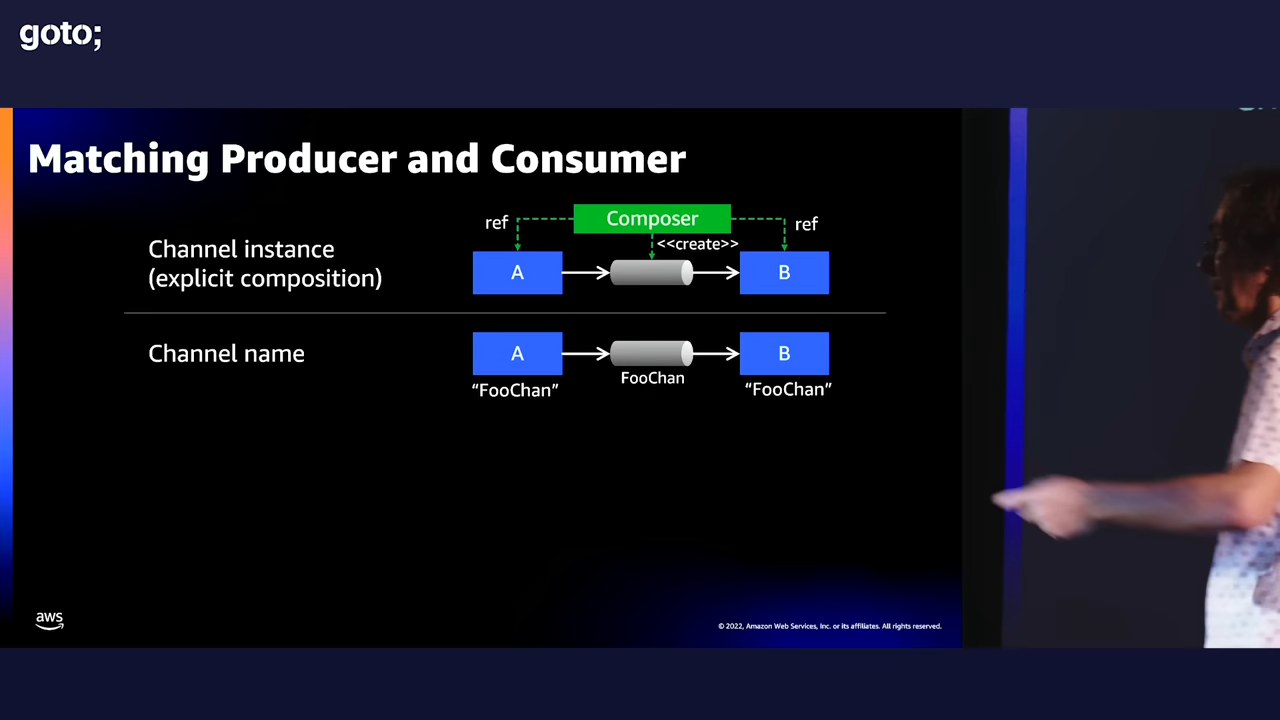 goto;
Matching Producer and Consumer
ref
Composer
ref
<<create>>
Channel instance
(explicit composition)
A
B
Channel name
A
B
FooChan
“FooChan”
“FooChan”
aws
© 2022, Amazon Web Services, Inc. or its affiliates. All rights reserved.